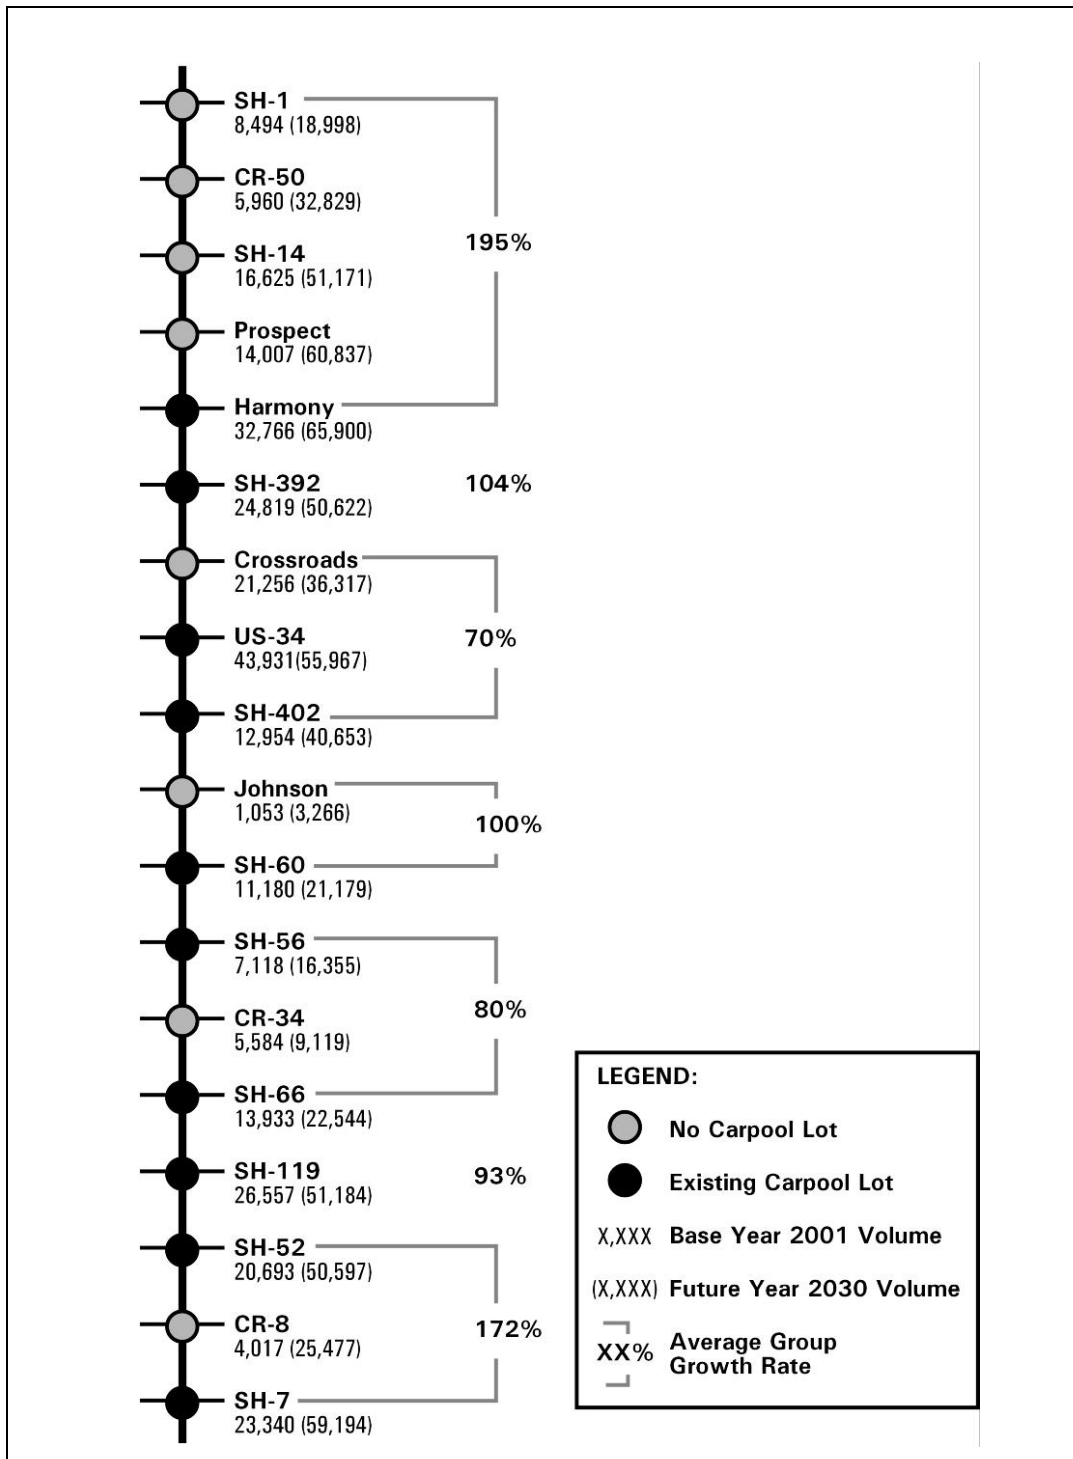 SH-1
8,494 (18,998)
CR-50
5,960 (32,829)
195%
SH-14
16,625 (51,171)
Prospect
14,007 (60,837)
Harmony
32,766 (65,900)
SH-392
24,819 (50,622)
104%
Crossroads
21,256 (36,317)
US-34
43,931(55,967)
70%
SH-402
12,954 (40,653)
Johnson
1,053 (3,266)
100%
SH-60
11,180 (21,179)
SH-56
7,118 (16,355)
80%
CR-34
5,584 (9,119)
SH-66
13,933 (22,544)
SH-119
26,557 (51,184)
93%
SH-52
20,693 (50,597)
CR-8
4,017 (25,477)
172%
SH-7
23,340 (59,194)
LEGEND:
No Carpool Lot
Existing Carpool Lot
X,XXX Base Year 2001 Volume
(X,XXX) Future Year 2030 Volume
XX% Average Group
Growth Rate